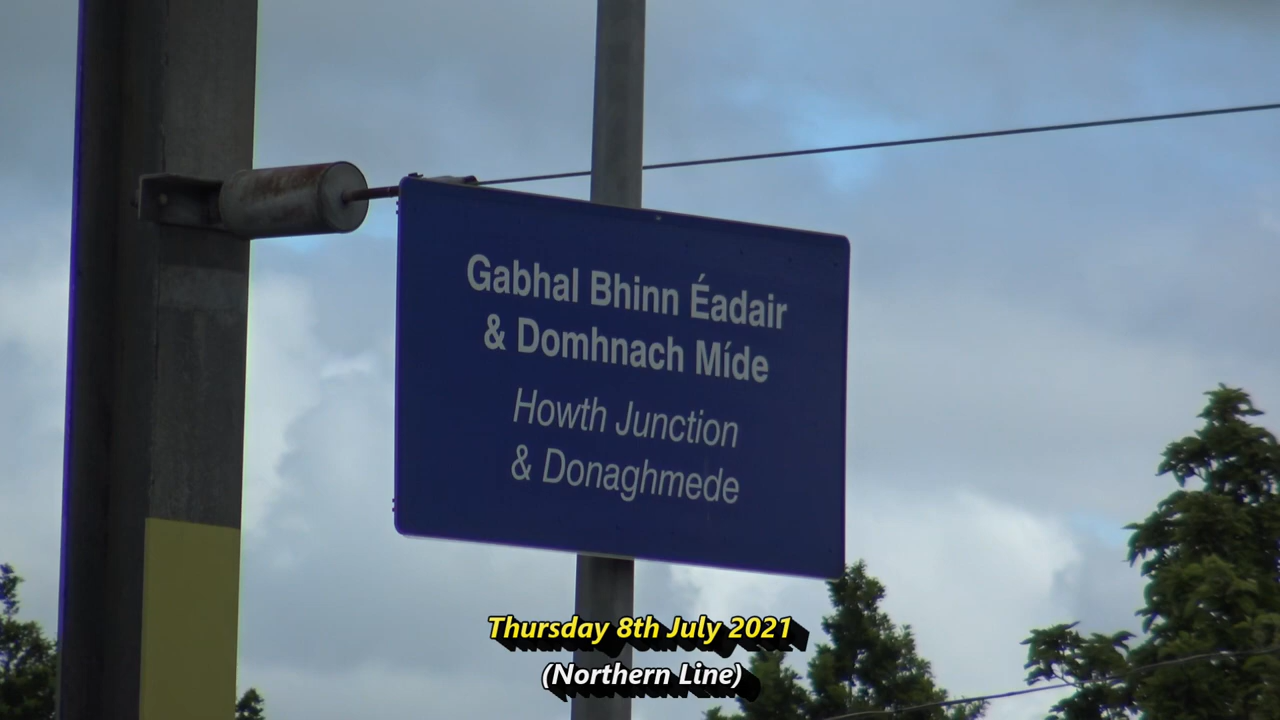 Gabhal Bhinn Éadair
& Domhnach Míde
Howth Junction
& Donaghmede
Thursday 8th July 2021
(Northern Line)